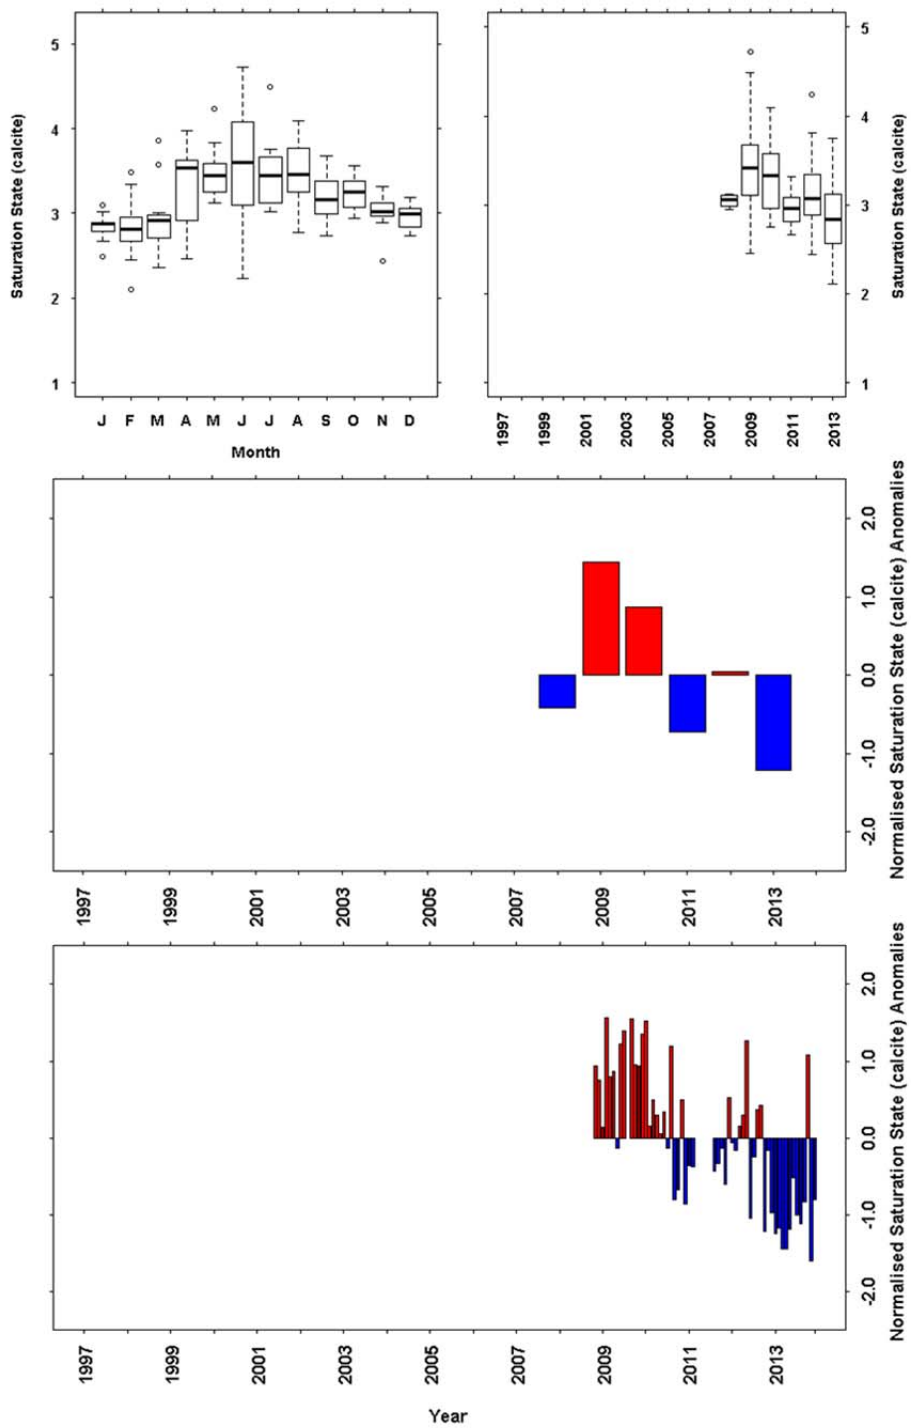 Saturation State (calcite)
5
4
3
2
1
J F M A M J J A S O N D
Month
5
4
3
2
1
Saturation State (calcite)
1997 1999 2001 2003 2005 2007 2009 2011 2013
2.0
1.0
0.0
-1.0
-2.0
Normalised Saturation State (calcite) Anomalies
1997 1999 2001 2003 2005 2007 2009 2011 2013
2.0
1.0
0.0
-1.0
-2.0
Normalised Saturation State (calcite) Anomalies
1997 1999 2001 2003 2005 2007 2009 2011 2013
Year